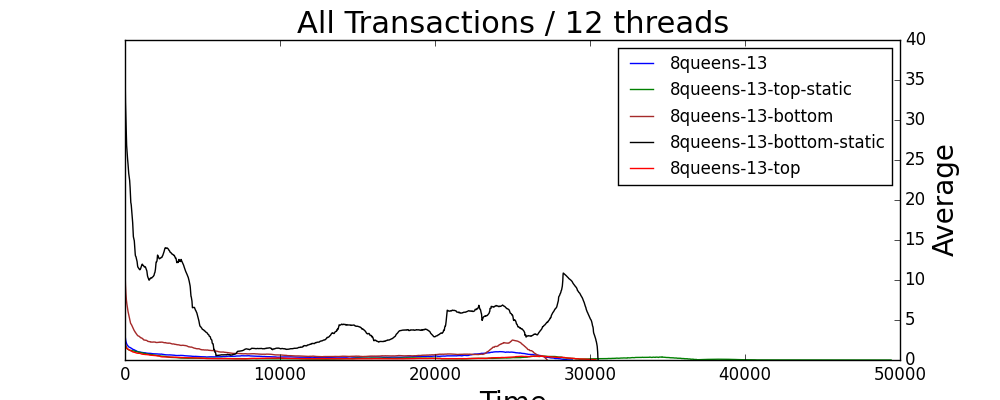 All Transactions / 12 threads
40
35
30
25
20
15
10
5
0
Average
8queens-13
8queens-13-top-static
8queens-13-bottom
8queens-13-bottom-static
8queens-13-top
0 10000 20000 30000 40000 50000
Time